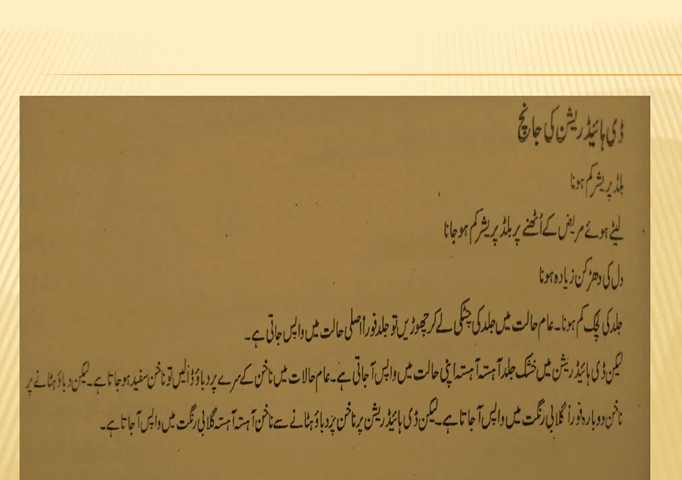 ڈی ہائیڈریشن کی جانچ
بلڈ پریشر کم ہونا
لیٹے ہوئے مریض کے اُٹھنے پر بلڈ پریشر کم ہو جانا
دل کی دھڑکن زیادہ ہونا
جلد کی لچک کم ہونا۔ عام حالت میں جلد کی چٹکی لے کر چھوڑیں تو جلد فوراً اصلی حالت میں واپس جاتی ہے۔
لیکن ڈی ہائیڈریشن میں خشک جلد آہستہ آہستہ اپنی حالت میں واپس آ جاتی ہے۔ عام حالات میں ناخن کے سرے پر دباؤ ڈالیں تو ناخن سفید ہو جاتا ہے۔ لیکن دباؤ ہٹانے پر
ناخن دوبارہ فوراً گلابی رنگت میں واپس آ جاتا ہے۔ لیکن ڈی ہائیڈریشن پر ناخن پر دباؤ ہٹانے سے ناخن آہستہ آہستہ گلابی رنگت میں واپس آ جاتا ہے۔